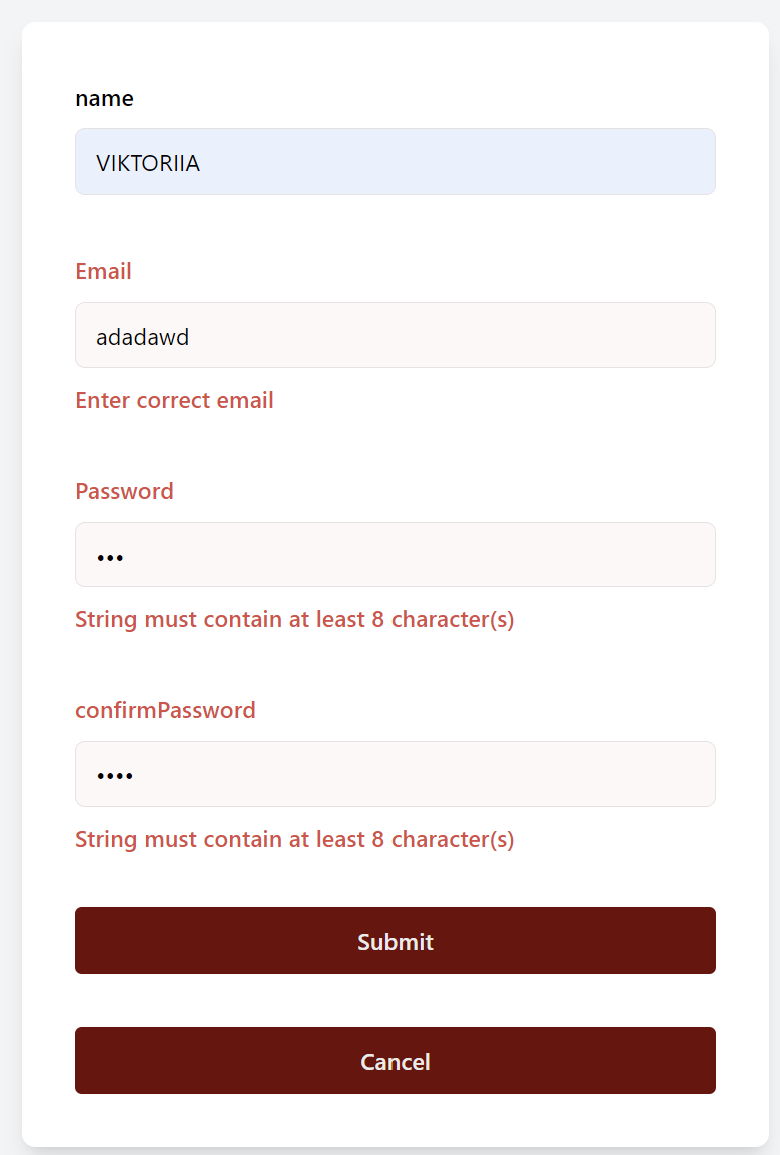 name
VIKTORIIA
Email
adadawd
Enter correct email
Password
•••
String must contain at least 8 character(s)
confirmPassword
••••
String must contain at least 8 character(s)
Submit
Cancel